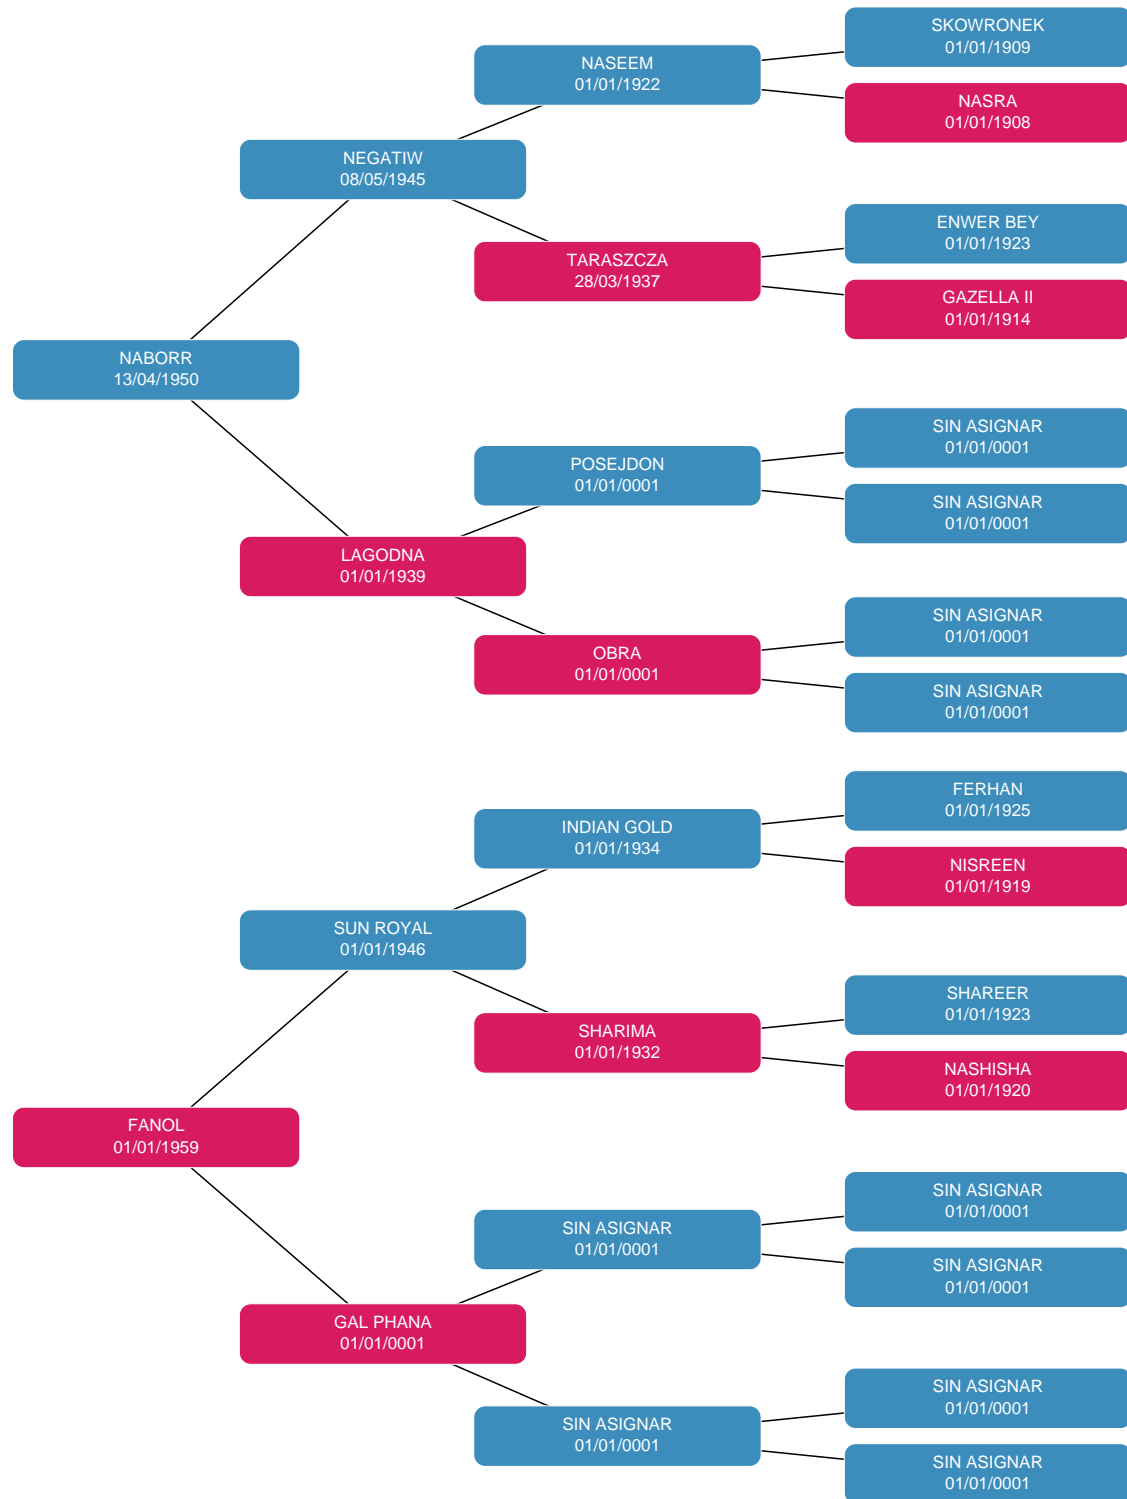 SKOWRONEK
01/01/1909
NASEEM
01/01/1922
NASRA
01/01/1908
NEGATIW
08/05/1945
ENWER BEY
01/01/1923
TARASZCZA
28/03/1937
GAZELLA II
01/01/1914
NABORR
13/04/1950
SIN ASIGNAR
01/01/0001
POSEJDON
01/01/0001
SIN ASIGNAR
01/01/0001
LAGODNA
01/01/1939
SIN ASIGNAR
01/01/0001
OBRA
01/01/0001
SIN ASIGNAR
01/01/0001
FERHAN
01/01/1925
INDIAN GOLD
01/01/1934
NISREEN
01/01/1919
SUN ROYAL
01/01/1946
SHAREER
01/01/1923
SHARIMA
01/01/1932
NASHISHA
01/01/1920
FANOL
01/01/1959
SIN ASIGNAR
01/01/0001
SIN ASIGNAR
01/01/0001
SIN ASIGNAR
01/01/0001
GAL PHANA
01/01/0001
SIN ASIGNAR
01/01/0001
SIN ASIGNAR
01/01/0001
SIN ASIGNAR
01/01/0001